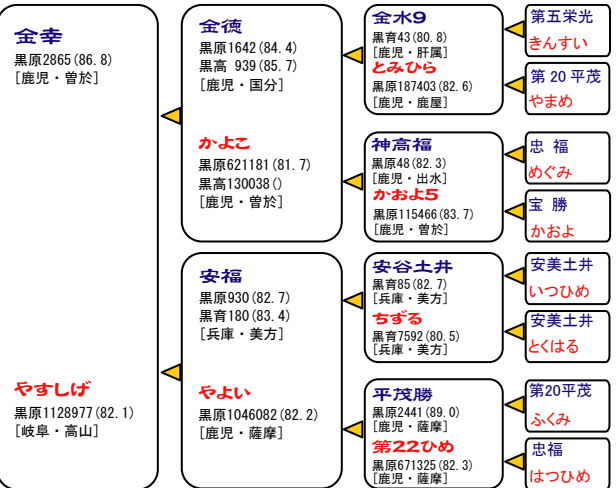 金幸
黒原2865(86.8)
[鹿児・曽於]
やすしげ
黒原1128977(82.1)
[岐阜・高山]
金徳
黒原1642(84.4)
黒高 939(85.7)
[鹿児・国分]
かよこ
黒原621181(81.7)
黒高130038()
[鹿児・曽於]
安福
黒原930(82.7)
黒育180(83.4)
[兵庫・美方]
やよい
黒原1046082(82.2)
[鹿児・薩摩]
金水9
黒育43(80.8)
[鹿児・肝属]
とみひら
黒原187403(82.6)
[鹿児・鹿屋]
神高福
黒原48(82.3)
[鹿児・出水]
かおよ5
黒原115466(83.7)
[鹿児・曽於]
安谷土井
黒育85(82.7)
[兵庫・美方]
ちずる
黒育7592(80.5)
[兵庫・美方]
平茂勝
黒原2441(89.0)
[鹿児・薩摩]
第22ひめ
黒原671325(82.3)
[鹿児・薩摩]
第五栄光
きんすい
第20平茂
やまめ
忠 福
めぐみ
宝 勝
かおよ
安美土井
いつひめ
安美土井
とくはる
第20平茂
ふくみ
忠福
はつひめ